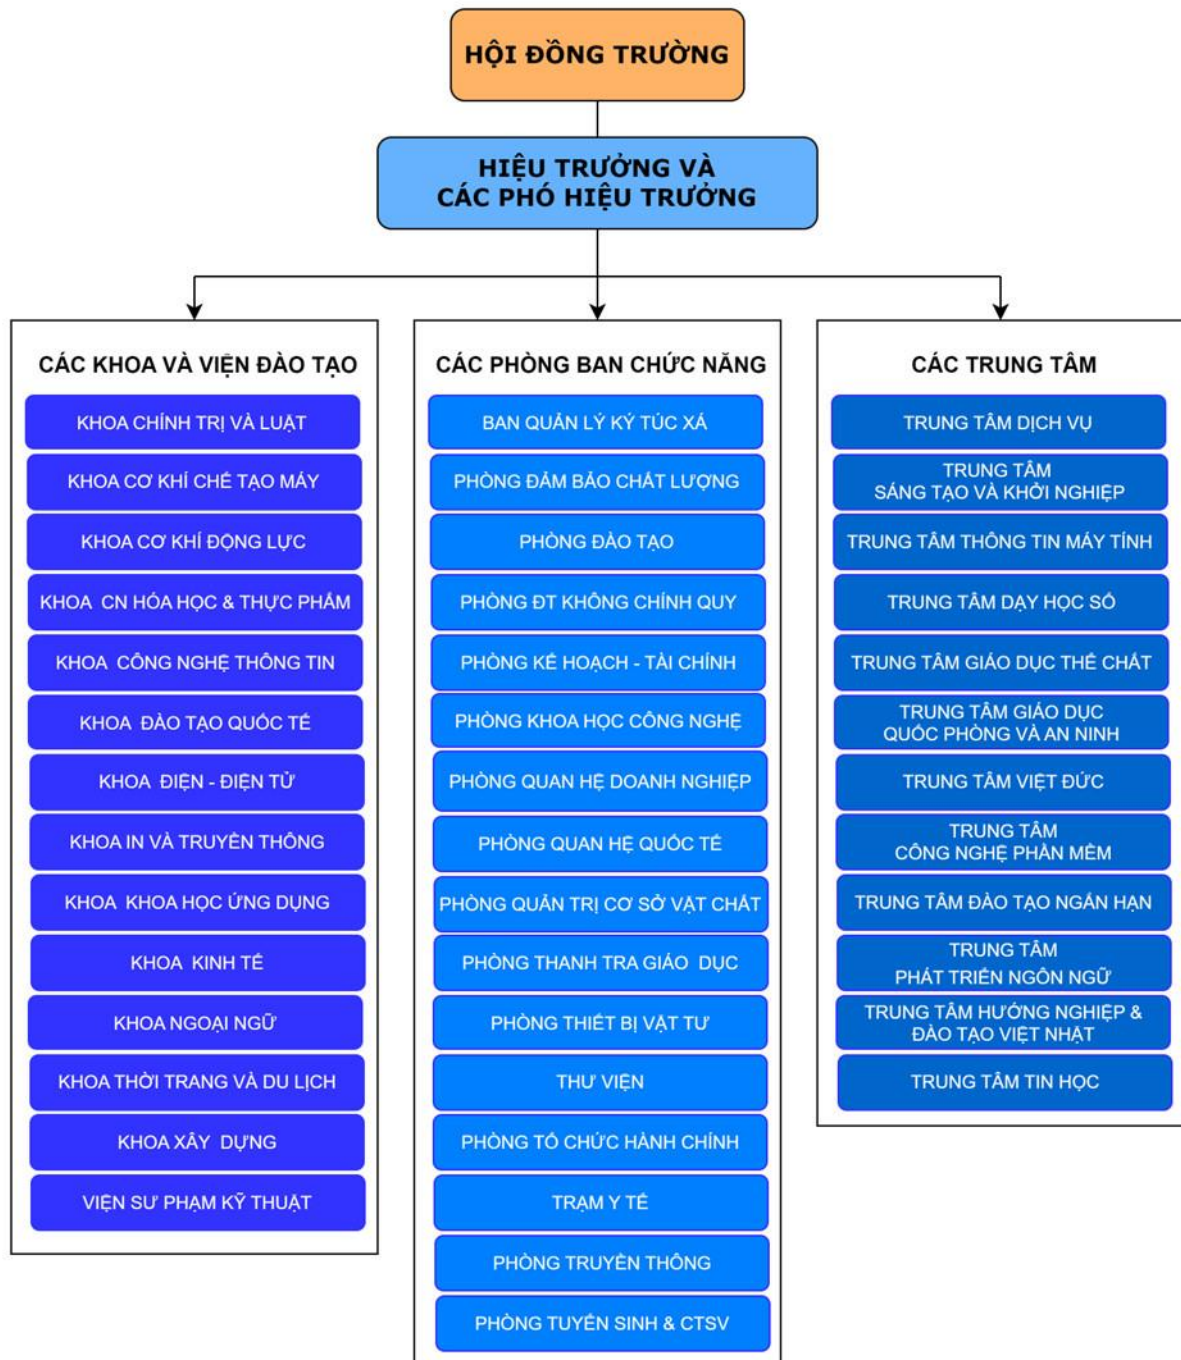 HỘI ĐỒNG TRƯỜNG
HIỆU TRƯỞNG VÀ
CÁC PHÓ HIỆU TRƯỞNG
CÁC KHOA VÀ VIỆN ĐÀO TẠO
KHOA CHÍNH TRỊ VÀ LUẬT
KHOA CƠ KHÍ CHẾ TẠO MÁY
KHOA CƠ KHÍ ĐỘNG LỰC
KHOA CN HÓA HỌC & THỰC PHẨM
KHOA CÔNG NGHỆ THÔNG TIN
KHOA ĐÀO TẠO QUỐC TẾ
KHOA ĐIỆN - ĐIỆN TỬ
KHOA IN VÀ TRUYỀN THÔNG
KHOA KHOA HỌC ỨNG DỤNG
KHOA KINH TẾ
KHOA NGOẠI NGỮ
KHOA THỜI TRANG VÀ DU LỊCH
KHOA XÂY DỰNG
VIỆN SƯ PHẠM KỸ THUẬT
CÁC PHÒNG BAN CHỨC NĂNG
BAN QUẢN LÝ KÝ TÚC XÁ
PHÒNG ĐẢM BẢO CHẤT LƯỢNG
PHÒNG ĐÀO TẠO
PHÒNG ĐT KHÔNG CHÍNH QUY
PHÒNG KẾ HOẠCH - TÀI CHÍNH
PHÒNG KHOA HỌC CÔNG NGHỆ
PHÒNG QUAN HỆ DOANH NGHIỆP
PHÒNG QUAN HỆ QUỐC TẾ
PHÒNG QUẢN TRỊ CƠ SỞ VẬT CHẤT
PHÒNG THANH TRA GIÁO DỤC
PHÒNG THIẾT BỊ VẬT TƯ
THƯ VIỆN
PHÒNG TỔ CHỨC HÀNH CHÍNH
TRẠM Y TẾ
PHÒNG TRUYỀN THÔNG
PHÒNG TUYỂN SINH & CTSV
CÁC TRUNG TÂM
TRUNG TÂM DỊCH VỤ
TRUNG TÂM
SÁNG TẠO VÀ KHỞI NGHIỆP
TRUNG TÂM THÔNG TIN MÁY TÍNH
TRUNG TÂM DẠY HỌC SỐ
TRUNG TÂM GIÁO DỤC THỂ CHẤT
TRUNG TÂM GIÁO DỤC
QUỐC PHÒNG VÀ AN NINH
TRUNG TÂM VIỆT ĐỨC
TRUNG TÂM
CÔNG NGHỆ PHẦN MỀM
TRUNG TÂM ĐÀO TẠO NGẮN HẠN
TRUNG TÂM
PHÁT TRIỂN NGÔN NGỮ
TRUNG TÂM HƯỚNG NGHIỆP &
ĐÀO TẠO VIỆT NHẬT
TRUNG TÂM TIN HỌC